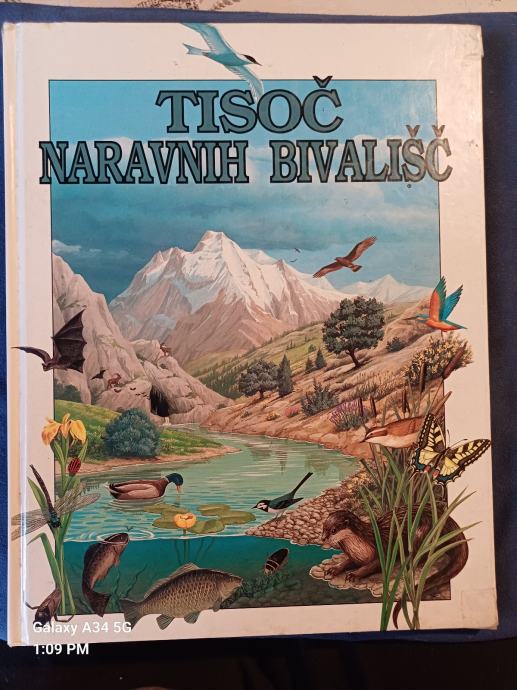 TISOČ
NARAVNIH BIVALIŠČ
Galaxy A34 5G
1:09 PM